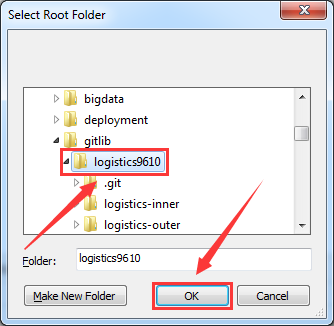 Select Root Folder
bigdata
deployment
gitlib
logistics9610
.git
logistics-inner
logistics-outer
Folder: logistics9610
Make New Folder OK Cancel